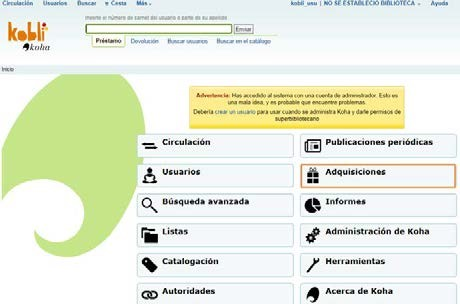 Circulación Usuarios Buscar Cesta Más
kobli_usu | NO SE ESTABLECIÓ BIBLIOTECA | Ayuda
Inserte el número de carnet del usuario o parte de su apellido
kobli
koha
Enviar
Préstamo Devolución Buscar usuarios Buscar en el catálogo
Inicio
Advertencia: Has accedido al sistema con una cuenta de administrador. Esto es
una mala idea, y es probable que encuentre problemas.
Debería crear un usuario para usar cuando se administra Koha y darle permisos de
superbibliotecario
Circulación
Publicaciones periódicas
Usuarios
Adquisiciones
Búsqueda avanzada
Informes
Listas
Administración de Koha
Catalogación
Herramientas
Autoridades
Acerca de Koha